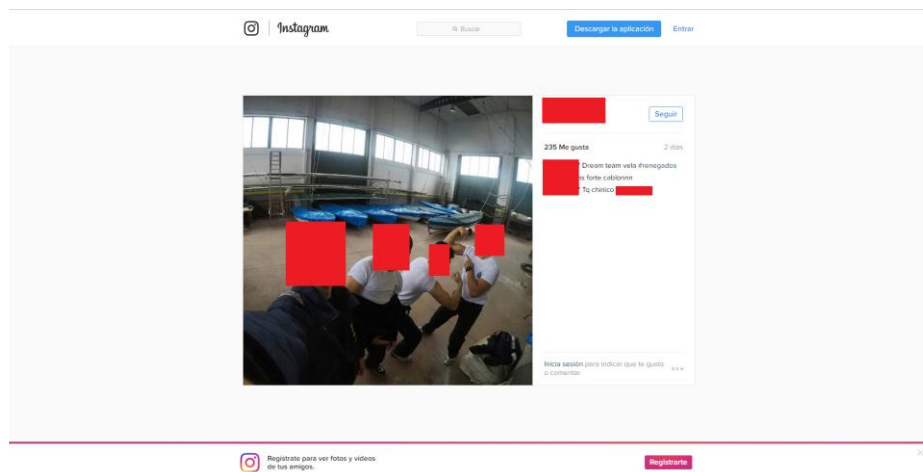 Instagram
Buscar
Descargar la aplicación
Entrar
Seguir
235 Me gusta
2 días
Dream team vela #renegados
forte cablonnn
Tq chinico
Inicia sesión para indicar que te gusta
o comentar.
Regístrate para ver fotos y vídeos
de tus amigos.
Registrarte